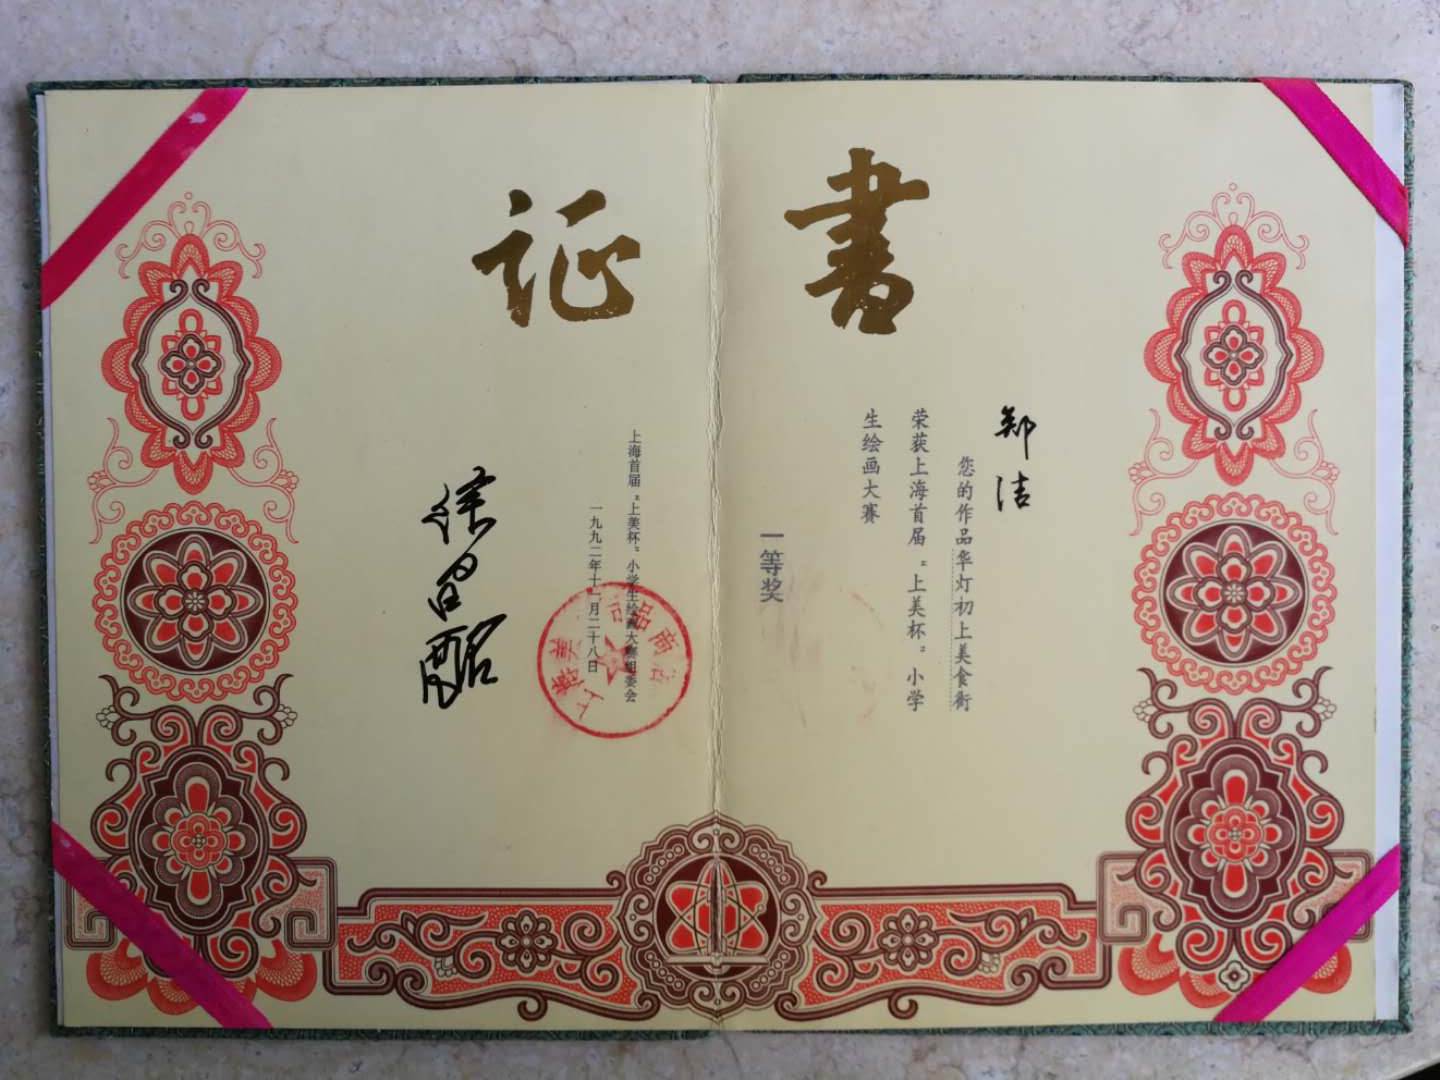 证書
郑洁
您的作品华灯初上美食街
荣获上海首届“上美杯”小学
生绘画大赛
一等奖
上海首届“上美杯”小学生绘画大赛组委会
一九九二年十一月二十八日
徐昌酩